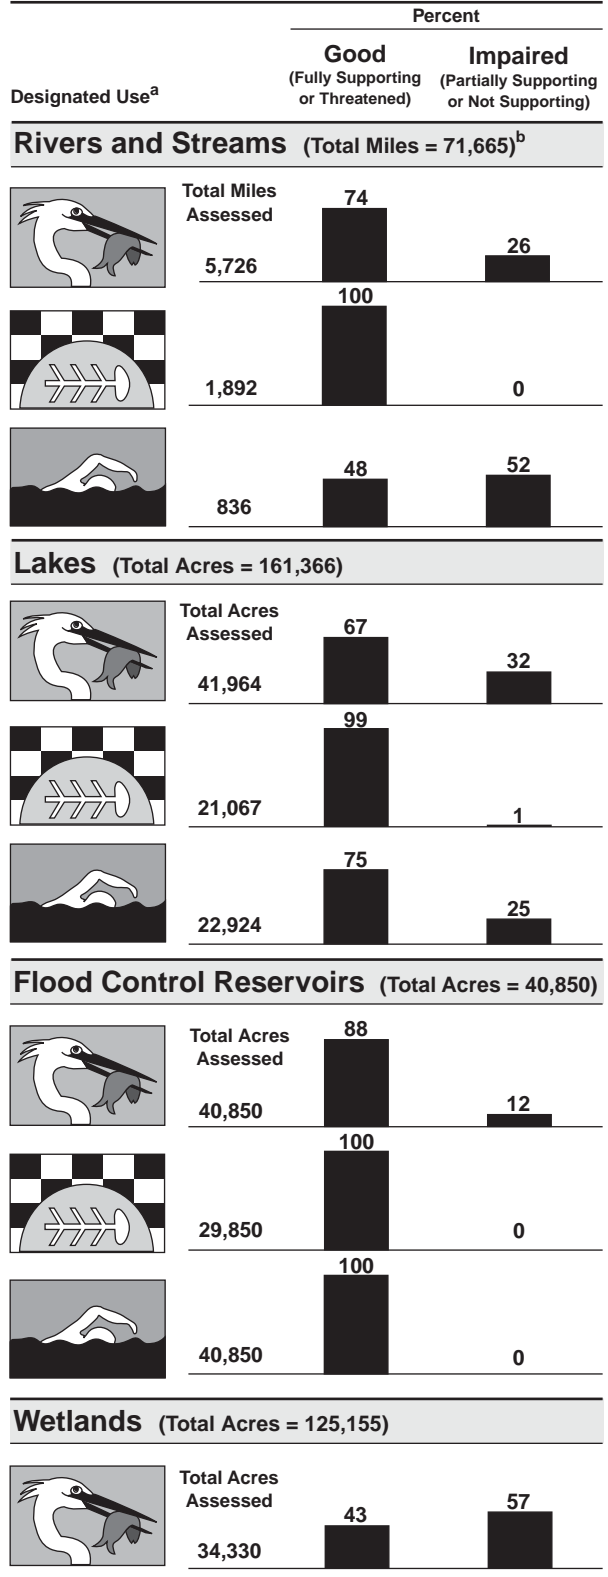 Percent
Good Impaired
(Fully Supporting (Partially Supporting
Designated Use^a or Threatened) or Not Supporting)
Rivers and Streams (Total Miles = 71,665)^b
Total Miles
Assessed
74
26
5,726
100
1,892
0
48
52
836
Lakes (Total Acres = 161,366)
Total Acres
Assessed
67
32
41,964
99
21,067
1
75
25
22,924
Flood Control Reservoirs (Total Acres = 40,850)
Total Acres
Assessed
88
12
40,850
100
29,850
0
100
40,850
0
Wetlands (Total Acres = 125,155)
Total Acres
Assessed
43
57
34,330